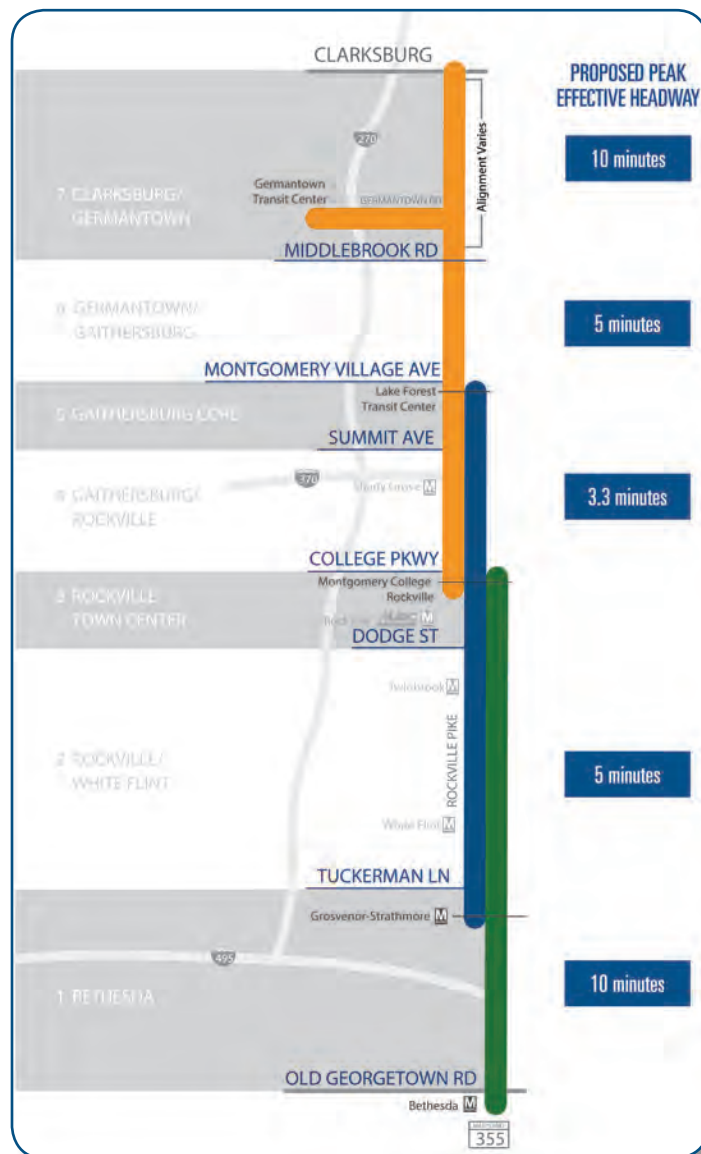 CLARKSBURG
PROPOSED PEAK
EFFECTIVE HEADWAY
270
10 minutes
Alignment Varies
Germantown
Transit Center
GERMANTOWN RD
7 CLARKSBURG/
GERMANTOWN
MIDDLEBROOK RD
6 GERMANTOWN/
GAITHERSBURG
5 minutes
MONTGOMERY VILLAGE AVE
Lake Forest
Transit Center
5 GAITHERSBURG CORE
SUMMIT AVE
370
Shady Grove M
4 GAITHERSBURG/
ROCKVILLE
3.3 minutes
COLLEGE PKWY
Montgomery College
Rockville
3 ROCKVILLE
TOWN CENTER
Rockville M
DODGE ST
Twinbrook M
ROCKVILLE PIKE
2 ROCKVILLE/
WHITE FLINT
5 minutes
White Flint M
TUCKERMAN LN
Grosvenor-Strathmore M
495
1 BETHESDA
10 minutes
OLD GEORGETOWN RD
Bethesda M
355